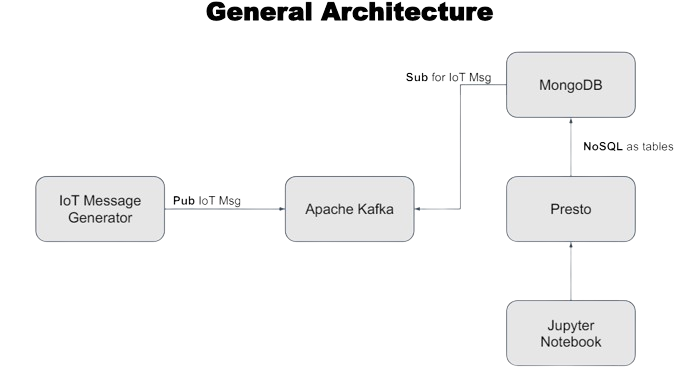 General Architecture
Sub for IoT Msg
MongoDB
NoSQL as tables
IoT Message
Generator
Pub IoT Msg
Apache Kafka
Presto
Jupyter
Notebook